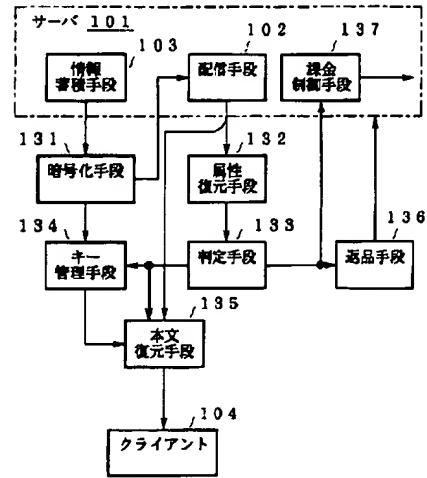 サーバ 101
103
102
137
情報
蓄積手段
配信手段
課金
制御手段
131
132
暗号化手段
属性
復元手段
134
133
136
キー
管理手段
判定手段
返品手段
135
本文
復元手段
104
クライアント